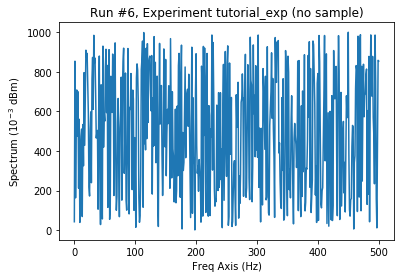 Run #6, Experiment tutorial_exp (no sample)
1000
800
600
400
200
0
Spectrum (10⁻³ dBm)
0 100 200 300 400 500
Freq Axis (Hz)